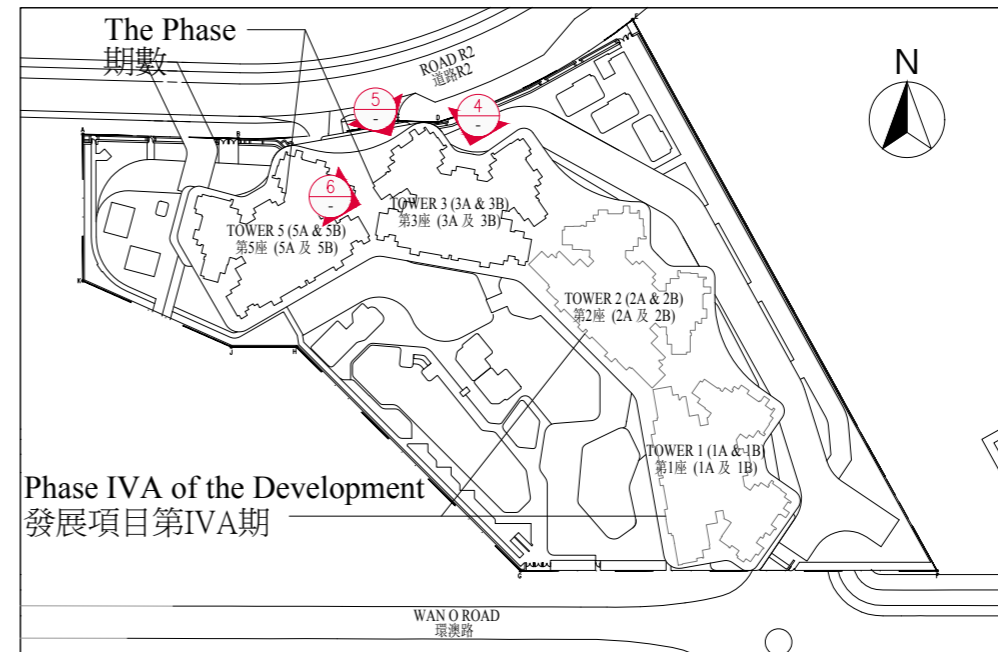 The Phase
期數
ROAD R2
道路R2
N
5
-
4
-
6
-
A
B
D
E
TOWER 5 (5A & 5B)
第5座 (5A 及 5B)
TOWER 3 (3A & 3B)
第3座 (3A 及 3B)
TOWER 2 (2A & 2B)
第2座 (2A 及 2B)
TOWER 1 (1A & 1B)
第1座 (1A 及 1B)
K
J
H
Phase IVA of the Development
發展項目第IVA期
G
F
WAN O ROAD
環澳路